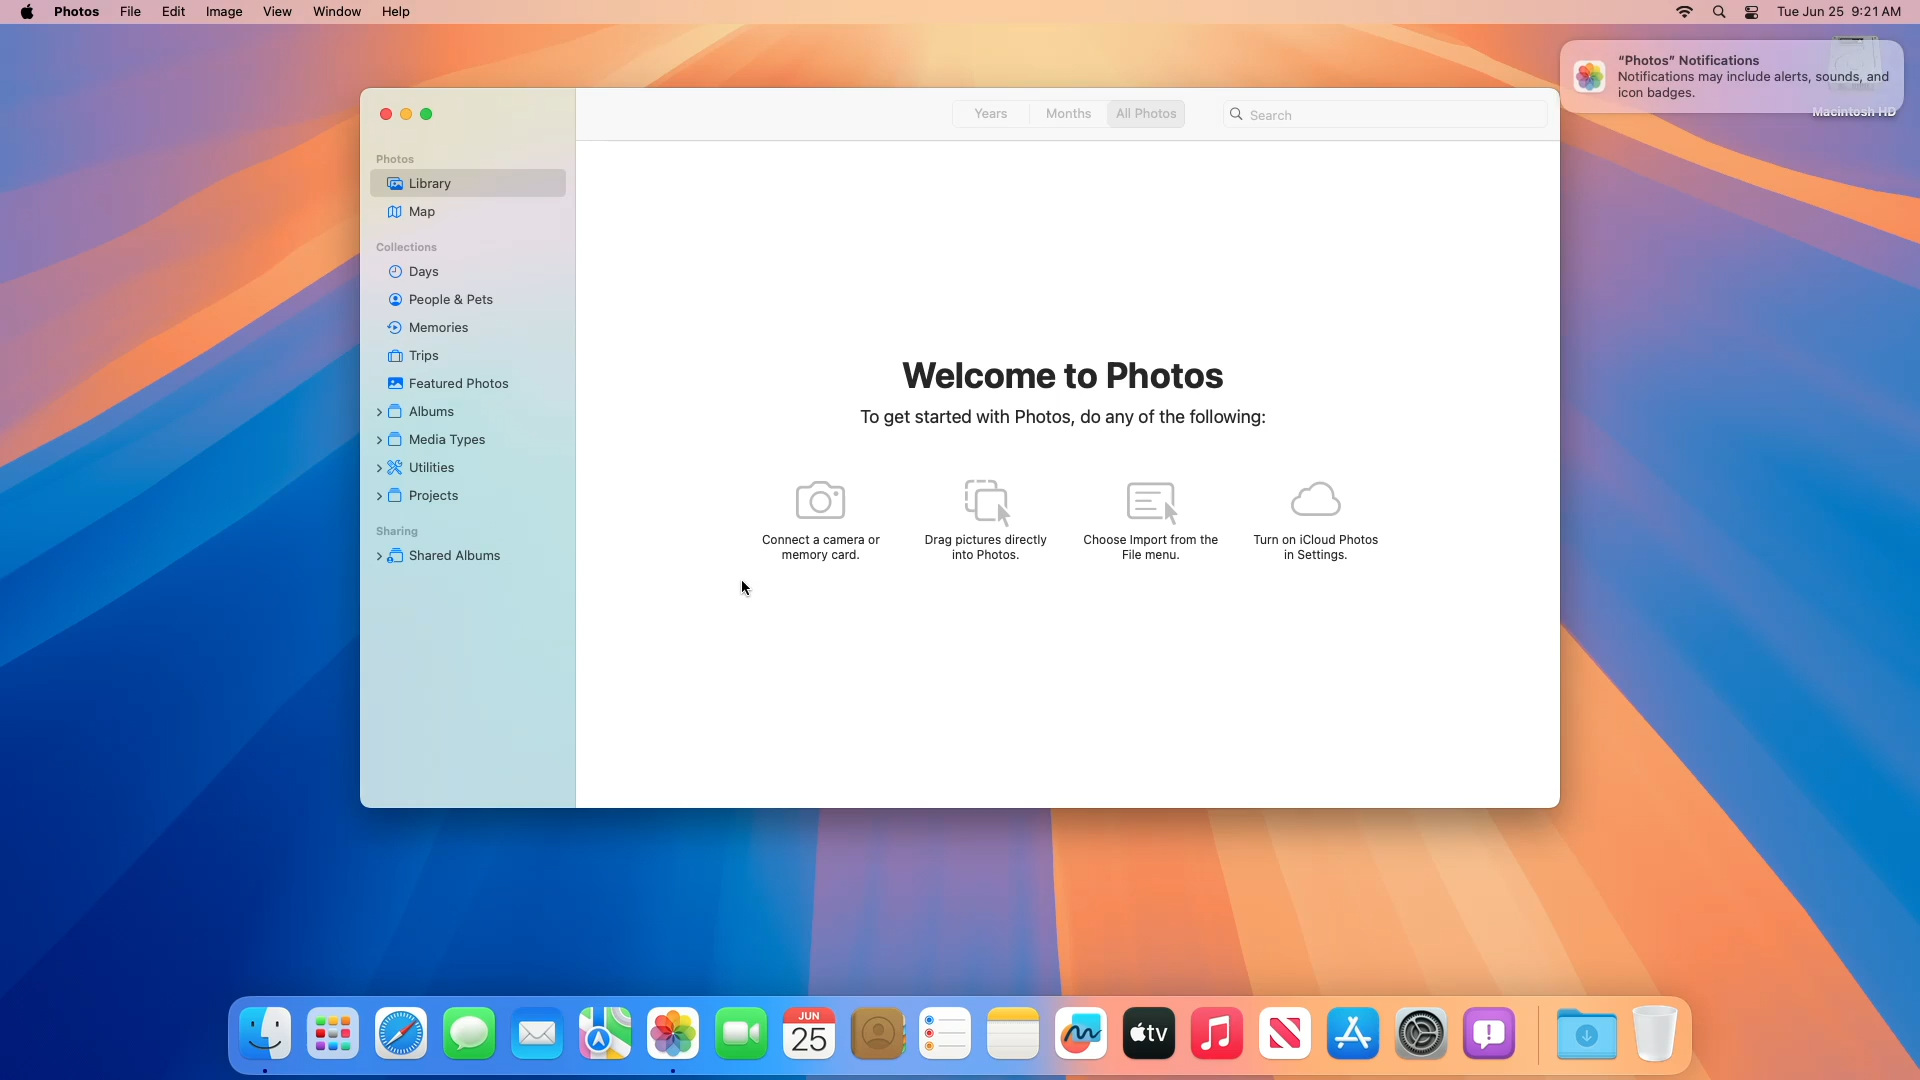 Photos File Edit Image View Window Help
Tue Jun 25 9:21 AM
"Photos" Notifications
Notifications may include alerts, sounds, and
icon badges.
Macintosh HD
Years Months All Photos
Search
Photos
Library
Map
Collections
Days
People & Pets
Memories
Trips
Featured Photos
Albums
Media Types
Utilities
Projects
Sharing
Shared Albums
Welcome to Photos
To get started with Photos, do any of the following:
Connect a camera or
memory card.
Drag pictures directly
into Photos.
Choose Import from the
File menu.
Turn on iCloud Photos
in Settings.
JUN
25
tv